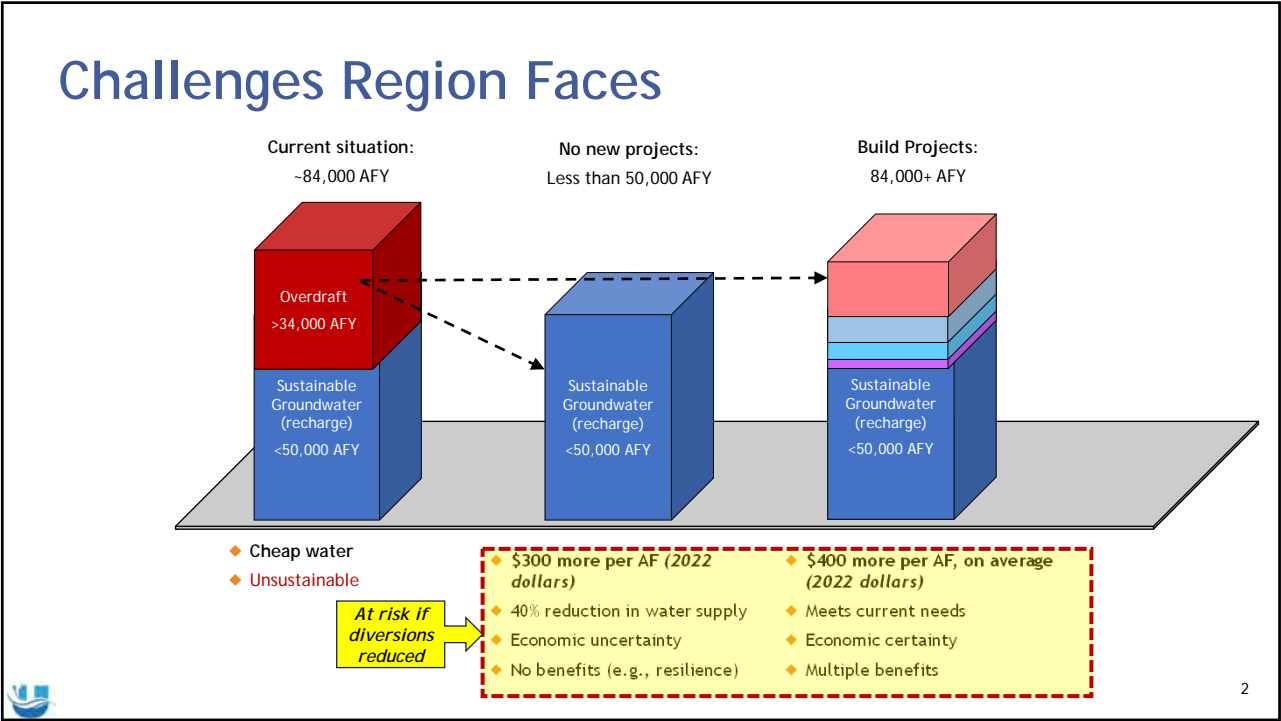 Challenges Region Faces
Current situation:
~84,000 AFY
No new projects:
Less than 50,000 AFY
Build Projects:
84,000+ AFY
Overdraft
>34,000 AFY
Sustainable
Groundwater
(recharge)
<50,000 AFY
Sustainable
Groundwater
(recharge)
<50,000 AFY
Sustainable
Groundwater
(recharge)
<50,000 AFY
◆ Cheap water
◆ Unsustainable
At risk if
diversions
reduced
◆ $300 more per AF (2022
dollars)
◆ 40% reduction in water supply
◆ Economic uncertainty
◆ No benefits (e.g., resilience)
◆ $400 more per AF, on average
(2022 dollars)
◆ Meets current needs
◆ Economic certainty
◆ Multiple benefits
2